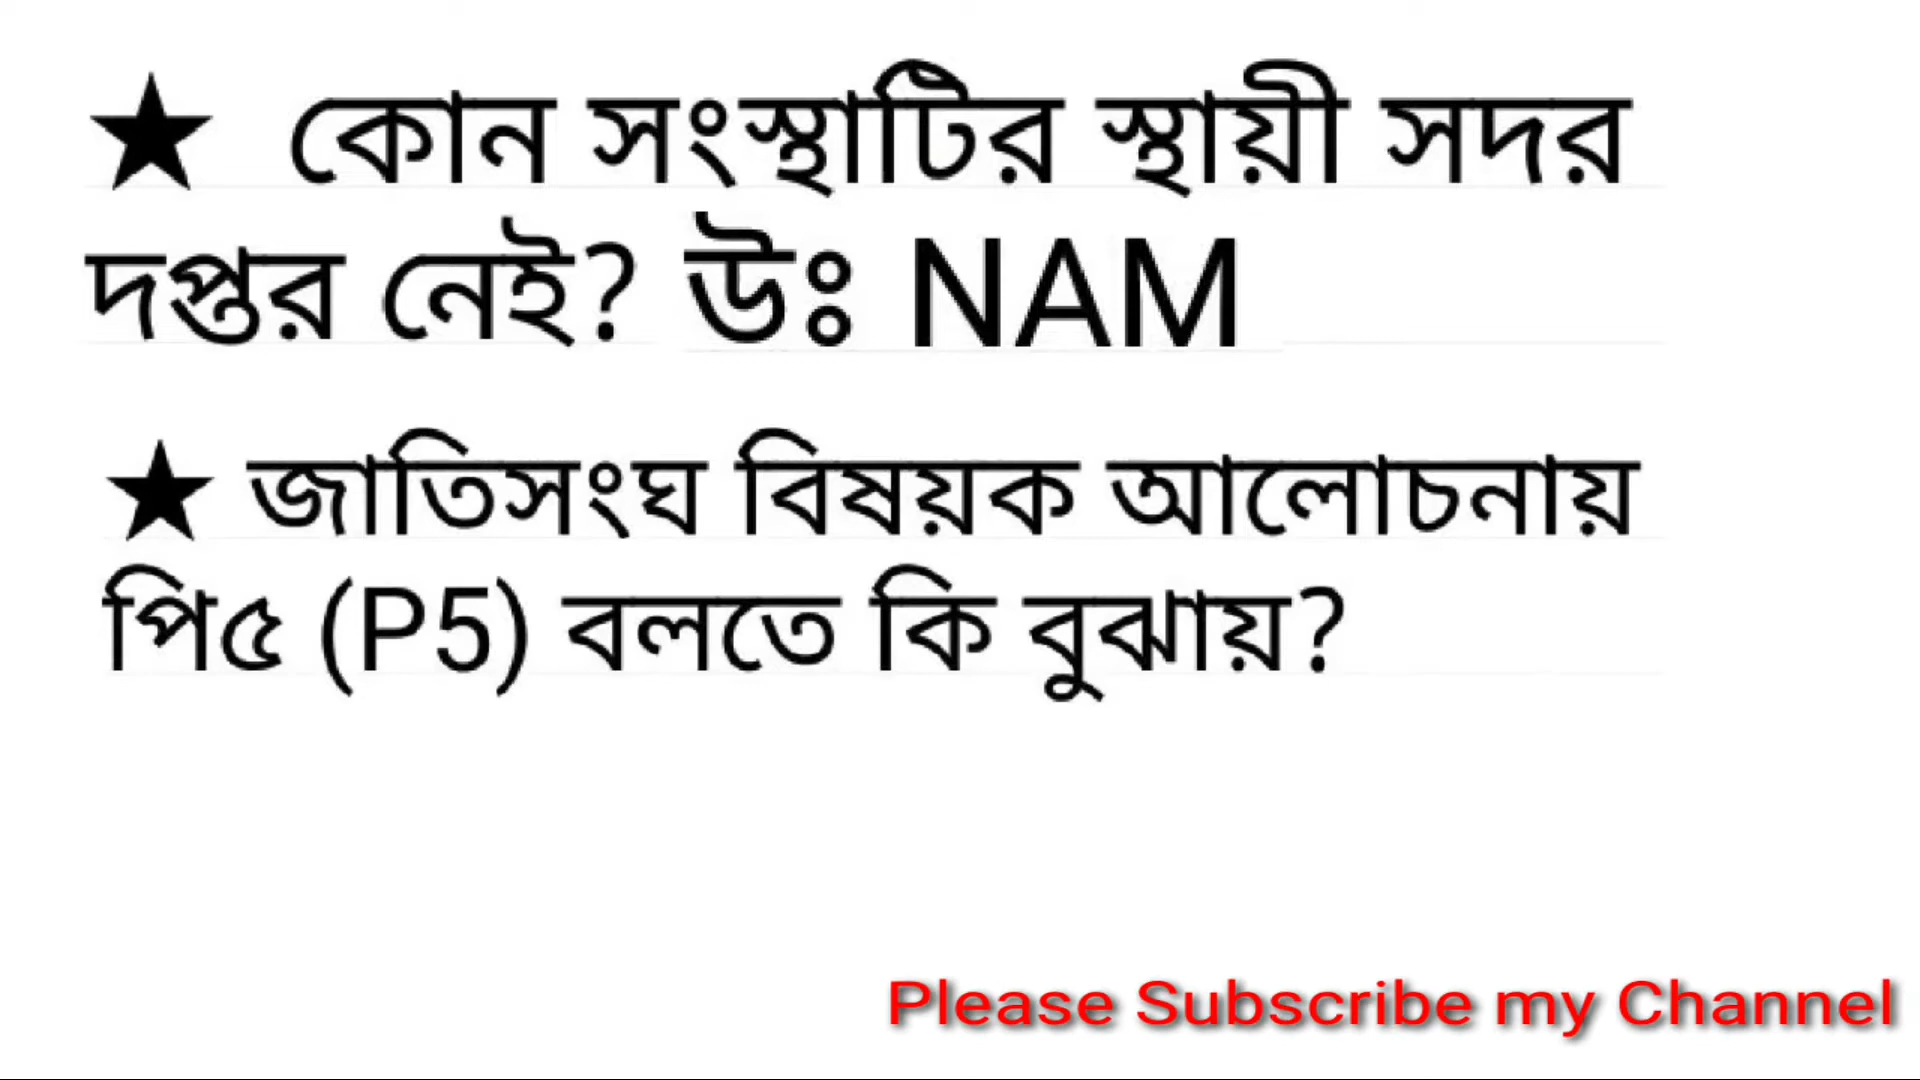 ★ কোন সংস্থাটির স্থায়ী সদর
দপ্তর নেই? উঃ NAM
★ জাতিসংঘ বিষয়ক আলোচনায়
পি৫ (P5) বলতে কি বুঝায়?
Please Subscribe my Channel